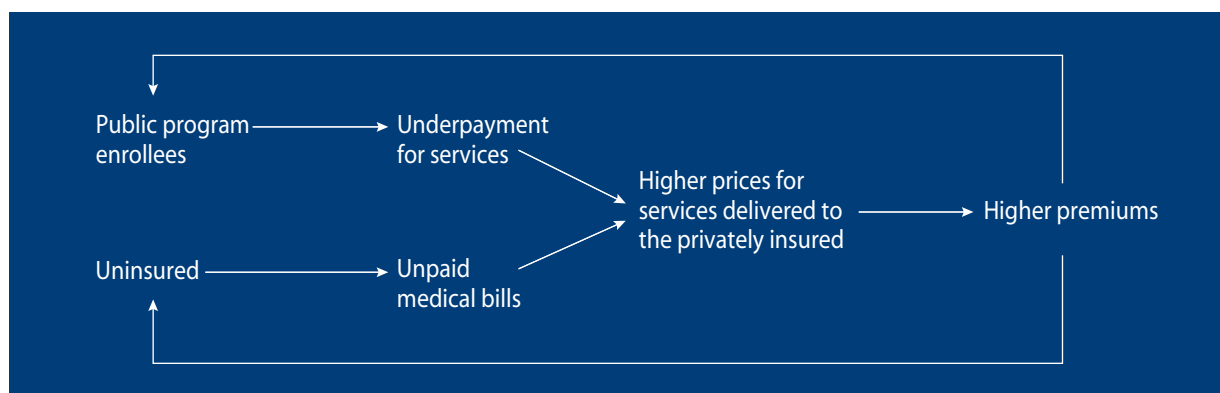 Public program
enrollees
Underpayment
for services
Higher prices for
services delivered to
the privately insured
Higher premiums
Uninsured
Unpaid
medical bills